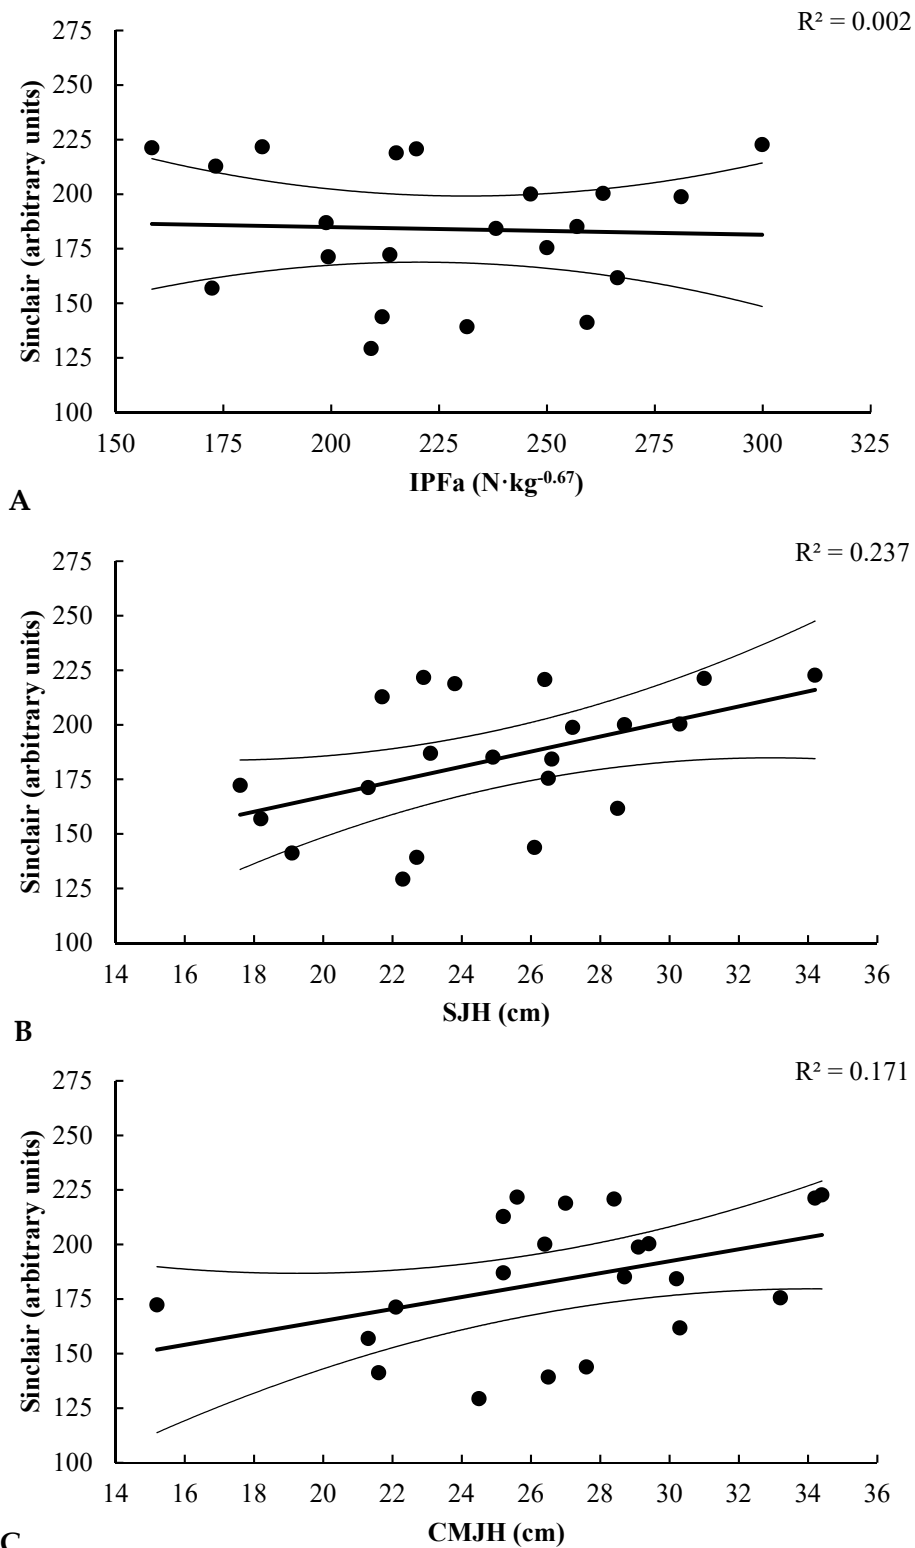 R² = 0.002
275
250
225
200
175
150
125
100
Sinclair (arbitrary units)
150 175 200 225 250 275 300 325
IPFa (N·kg⁻⁰·⁶⁷)
A
R² = 0.237
275
250
225
200
175
150
125
100
Sinclair (arbitrary units)
14 16 18 20 22 24 26 28 30 32 34 36
SJH (cm)
B
R² = 0.171
275
250
225
200
175
150
125
100
Sinclair (arbitrary units)
14 16 18 20 22 24 26 28 30 32 34 36
CMJH (cm)
C